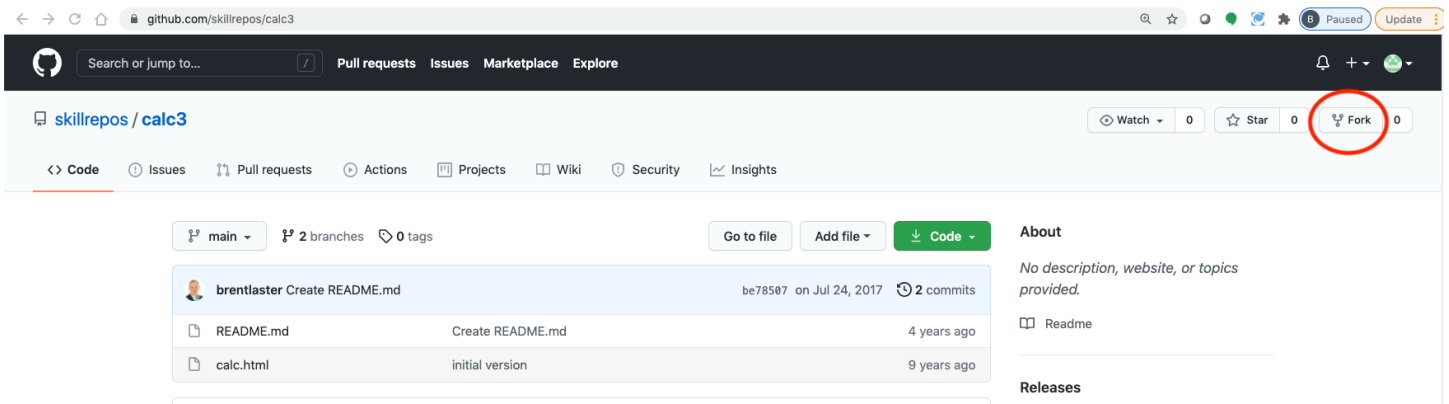 github.com/skillrepos/calc3 B Paused Update
Search or jump to... / Pull requests Issues Marketplace Explore
skillrepos / calc3 Watch 0 Star 0 Fork 0
<> Code Issues Pull requests Actions Projects Wiki Security Insights
main 2 branches 0 tags Go to file Add file Code About
No description, website, or topics
provided.
brentlaster Create README.md be78507 on Jul 24, 2017 2 commits
Readme
README.md Create README.md 4 years ago
calc.html initial version 9 years ago
Releases